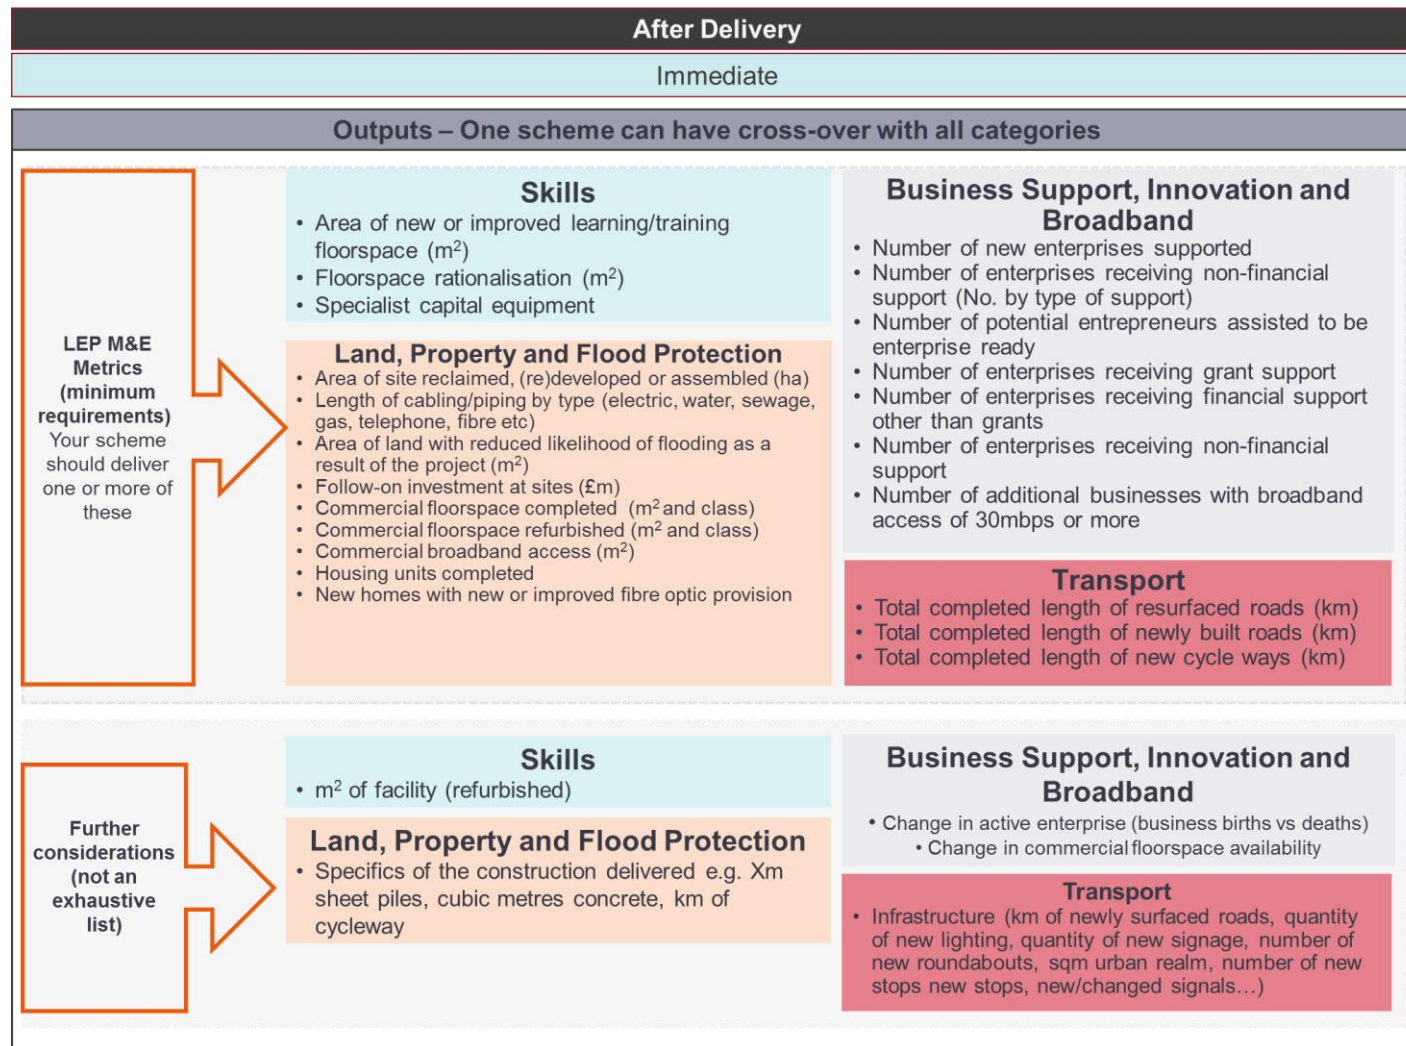 After Delivery
Immediate
Outputs – One scheme can have cross-over with all categories
LEP M&E
Metrics
(minimum
requirements)
Your scheme
should deliver
one or more of
these
Skills
• Area of new or improved learning/training
floorspace (m²)
• Floorspace rationalisation (m²)
• Specialist capital equipment
Land, Property and Flood Protection
• Area of site reclaimed, (re)developed or assembled (ha)
• Length of cabling/piping by type (electric, water, sewage,
gas, telephone, fibre etc)
• Area of land with reduced likelihood of flooding as a
result of the project (m²)
• Follow-on investment at sites (£m)
• Commercial floorspace completed (m² and class)
• Commercial floorspace refurbished (m² and class)
• Commercial broadband access (m²)
• Housing units completed
• New homes with new or improved fibre optic provision
Business Support, Innovation and
Broadband
• Number of new enterprises supported
• Number of enterprises receiving non-financial
support (No. by type of support)
• Number of potential entrepreneurs assisted to be
enterprise ready
• Number of enterprises receiving grant support
• Number of enterprises receiving financial support
other than grants
• Number of enterprises receiving non-financial
support
• Number of additional businesses with broadband
access of 30mbps or more
Transport
• Total completed length of resurfaced roads (km)
• Total completed length of newly built roads (km)
• Total completed length of new cycle ways (km)
Further
considerations
(not an
exhaustive
list)
Skills
• m² of facility (refurbished)
Land, Property and Flood Protection
• Specifics of the construction delivered e.g. Xm
sheet piles, cubic metres concrete, km of
cycleway
Business Support, Innovation and
Broadband
• Change in active enterprise (business births vs deaths)
• Change in commercial floorspace availability
Transport
• Infrastructure (km of newly surfaced roads, quantity
of new lighting, quantity of new signage, number of
new roundabouts, sqm urban realm, number of new
stops new stops, new/changed signals…)